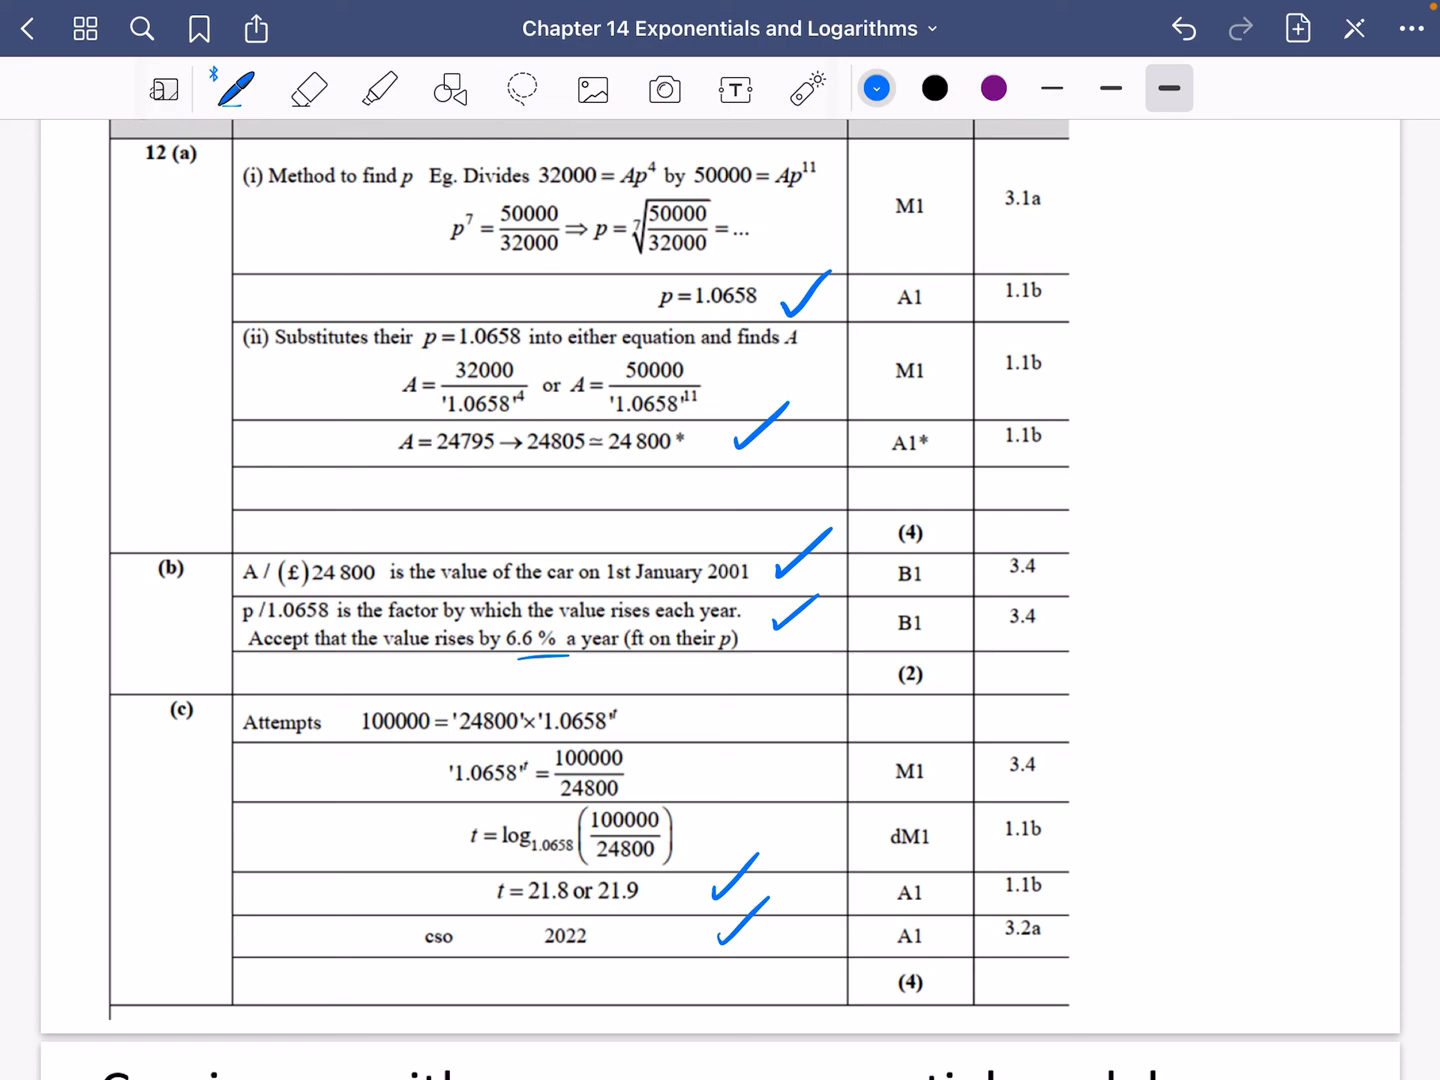 Chapter 14 Exponentials and Logarithms
12 (a)
(i) Method to find p Eg. Divides 32000 = Ap⁴ by 50000 = Ap¹¹
p⁷ = 50000/32000 ⇒ p = ⁷√(50000/32000) = ...
M1
3.1a
p = 1.0658
A1
1.1b
(ii) Substitutes their p = 1.0658 into either equation and finds A
A = 32000/'1.0658'⁴ or A = 50000/'1.0658'¹¹
M1
1.1b
A = 24795 → 24805 ≃ 24 800 *
A1*
1.1b
(4)
(b)
A / (£)24 800 is the value of the car on 1st January 2001
B1
3.4
p /1.0658 is the factor by which the value rises each year.
Accept that the value rises by 6.6 % a year (ft on their p)
B1
3.4
(2)
(c)
Attempts 100000 = '24800'×'1.0658'ᵗ
'1.0658'ᵗ = 100000/24800
M1
3.4
t = log₁.₀₆₅₈(100000/24800)
dM1
1.1b
t = 21.8 or 21.9
A1
1.1b
cso 2022
A1
3.2a
(4)